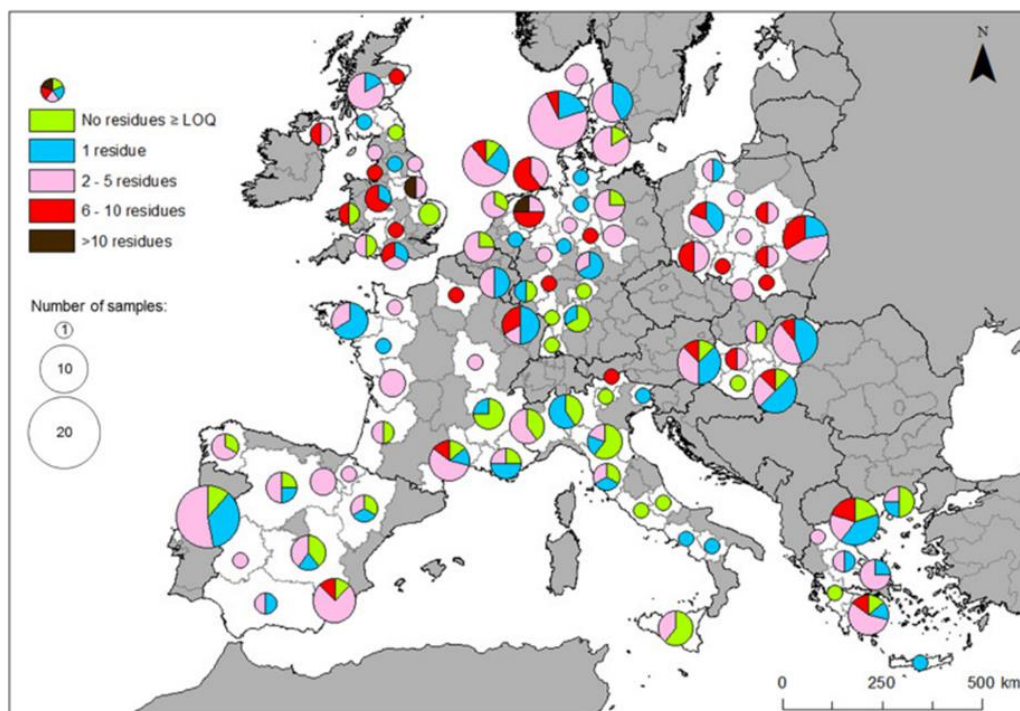 N
No residues ≥ LOQ
1 residue
2 - 5 residues
6 - 10 residues
>10 residues
Number of samples:
1
10
20
0 250 500 km